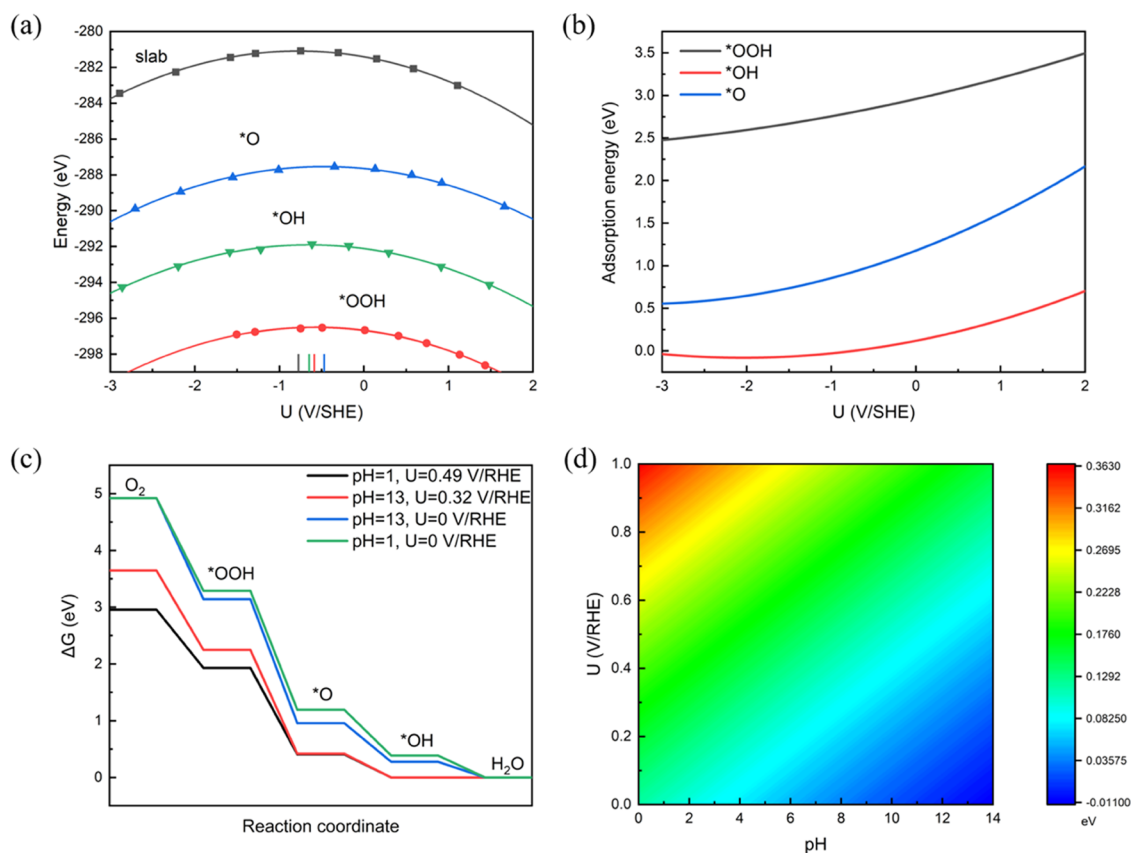 (a)
-280
-282
-284
-286
-288
-290
-292
-294
-296
-298
Energy (eV)
slab
*O
*OH
*OOH
-3
-2
-1
0
1
2
U (V/SHE)
(b)
3.5
3.0
2.5
2.0
1.5
1.0
0.5
0.0
Adsorption energy (eV)
*OOH
*OH
*O
-3
-2
-1
0
1
2
U (V/SHE)
(c)
5
4
3
2
1
0
ΔG (eV)
pH=1, U=0.49 V/RHE
pH=13, U=0.32 V/RHE
pH=13, U=0 V/RHE
pH=1, U=0 V/RHE
O₂
*OOH
*O
*OH
H₂O
Reaction coordinate
(d)
1.0
0.8
0.6
0.4
0.2
0.0
U (V/RHE)
0
2
4
6
8
10
12
14
pH
0.3630
0.3162
0.2695
0.2228
0.1760
0.1292
0.08250
0.03575
-0.01100
eV